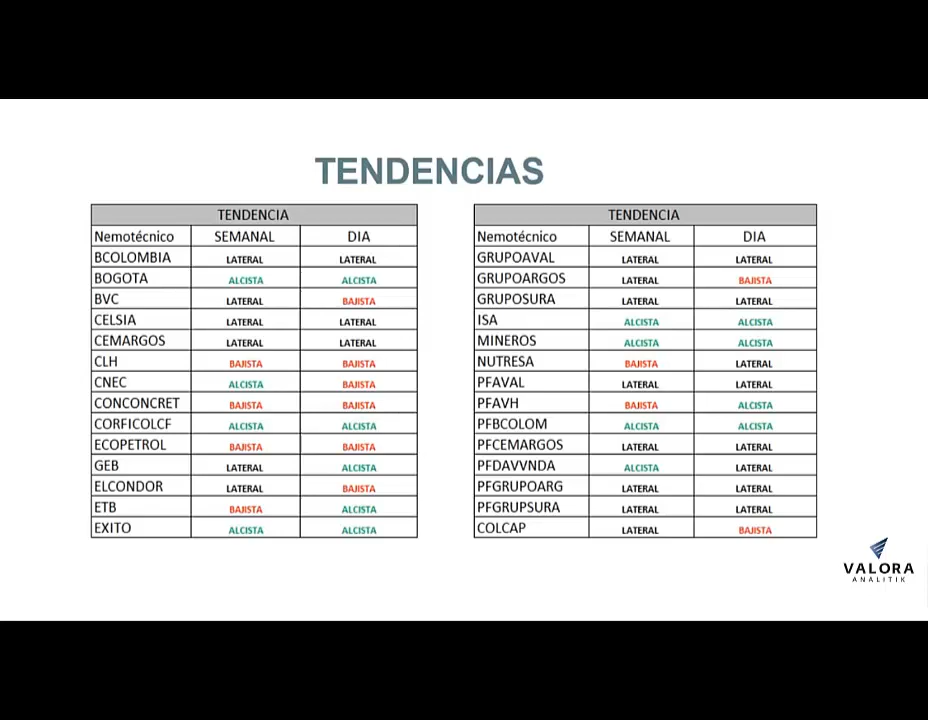 TENDENCIAS
TENDENCIA
Nemotécnico SEMANAL DIA
BCOLOMBIA LATERAL LATERAL
BOGOTA ALCISTA ALCISTA
BVC LATERAL BAJISTA
CELSIA LATERAL LATERAL
CEMARGOS LATERAL LATERAL
CLH BAJISTA BAJISTA
CNEC ALCISTA BAJISTA
CONCONCRET BAJISTA BAJISTA
CORFICOLCF ALCISTA ALCISTA
ECOPETROL BAJISTA BAJISTA
GEB LATERAL ALCISTA
ELCONDOR LATERAL BAJISTA
ETB BAJISTA ALCISTA
EXITO ALCISTA ALCISTA
TENDENCIA
Nemotécnico SEMANAL DIA
GRUPOAVAL LATERAL LATERAL
GRUPOARGOS LATERAL BAJISTA
GRUPOSURA LATERAL LATERAL
ISA ALCISTA ALCISTA
MINEROS ALCISTA ALCISTA
NUTRESA BAJISTA LATERAL
PFAVAL LATERAL LATERAL
PFAVH BAJISTA ALCISTA
PFBCOLOM ALCISTA ALCISTA
PFCEMARGOS LATERAL LATERAL
PFDAVVNDA ALCISTA LATERAL
PFGRUPOARG LATERAL LATERAL
PFGRUPSURA LATERAL LATERAL
COLCAP LATERAL BAJISTA
VALORA
ANALITIK